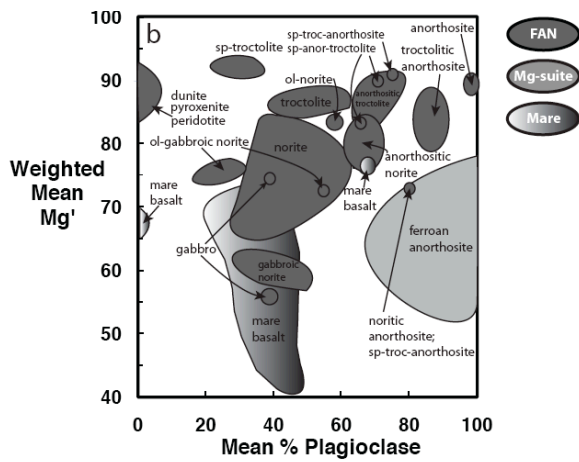 b
sp-troctolite
sp-troc-anorthosite
sp-anor-troctolite
anorthosite
troctolitic
anorthosite
ol-norite
troctolite
anorthositic
troctolite
dunite
pyroxenite
peridotite
ol-gabbroic norite
norite
anorthositic
norite
mare
basalt
mare
basalt
gabbro
ferroan
anorthosite
gabbroic
norite
mare
basalt
noritic
anorthosite;
sp-troc-anorthosite
Weighted
Mean
Mg'
100
90
80
70
60
50
40
0
20
40
60
80
100
Mean % Plagioclase
FAN
Mg-suite
Mare